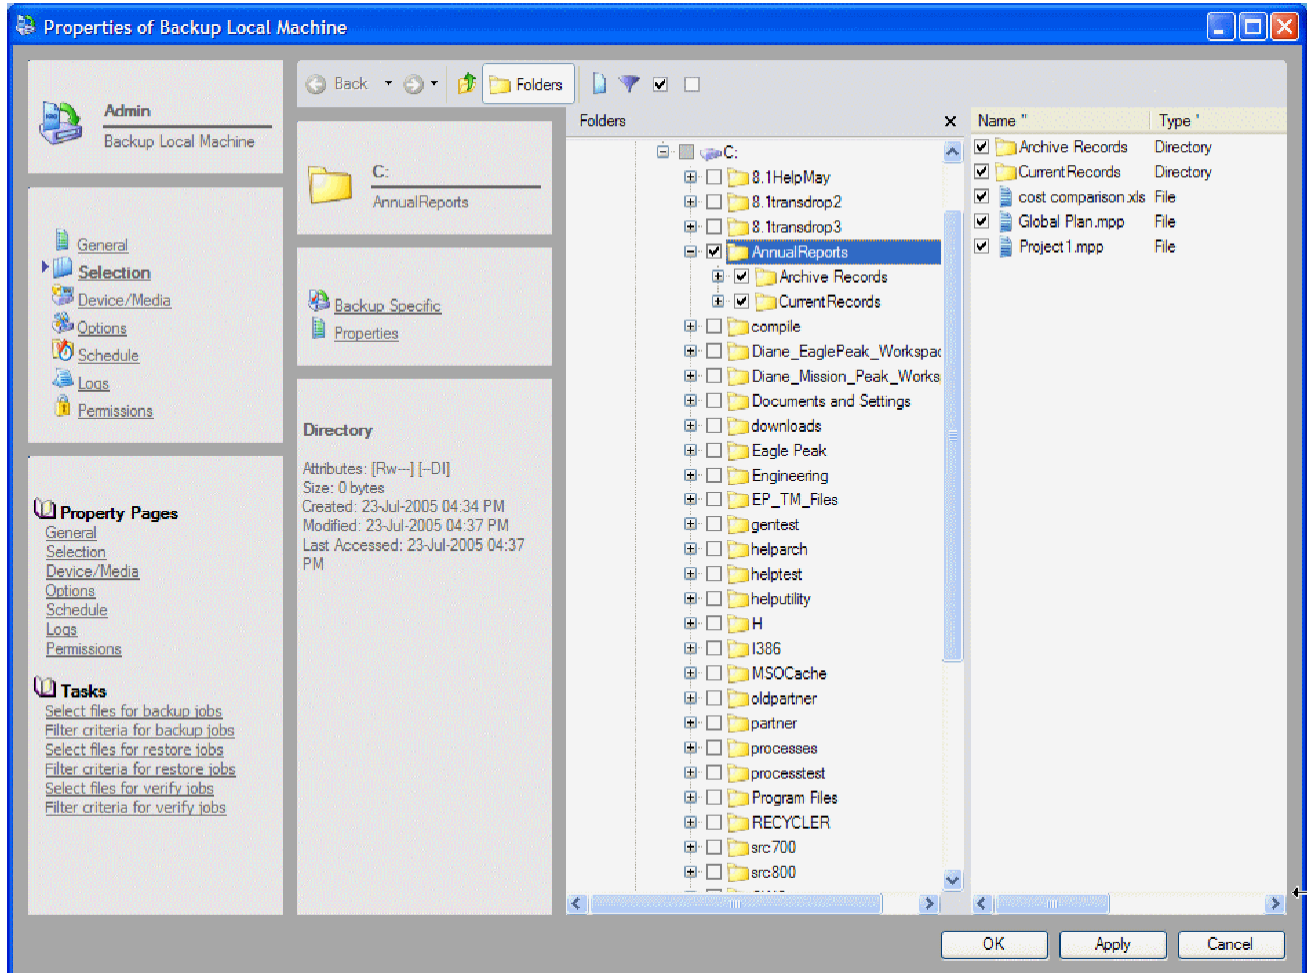 Properties of Backup Local Machine
Admin
Backup Local Machine
General
Selection
Device/Media
Options
Schedule
Logs
Permissions
Property Pages
General
Selection
Device/Media
Options
Schedule
Logs
Permissions
Tasks
Select files for backup jobs
Filter criteria for backup jobs
Select files for restore jobs
Filter criteria for restore jobs
Select files for verify jobs
Filter criteria for verify jobs
Back
Folders
C:
AnnualReports
Backup Specific
Properties
Directory
Attributes: [Rw---] [--DI]
Size: 0 bytes
Created: 23-Jul-2005 04:34 PM
Modified: 23-Jul-2005 04:37 PM
Last Accessed: 23-Jul-2005 04:37
PM
Folders
C:
8.1HelpMay
8.1transdrop2
8.1transdrop3
AnnualReports
Archive Records
CurrentRecords
compile
Diane_EaglePeak_Workspac
Diane_Mission_Peak_Works
Documents and Settings
downloads
Eagle Peak
Engineering
EP_TM_Files
gentest
helparch
helptest
helputility
H
I386
MSOCache
oldpartner
partner
processes
processtest
Program Files
RECYCLER
src700
src800
Name " Type '
Archive Records Directory
CurrentRecords Directory
cost comparison.xls File
Global Plan.mpp File
Project1.mpp File
OK Apply Cancel